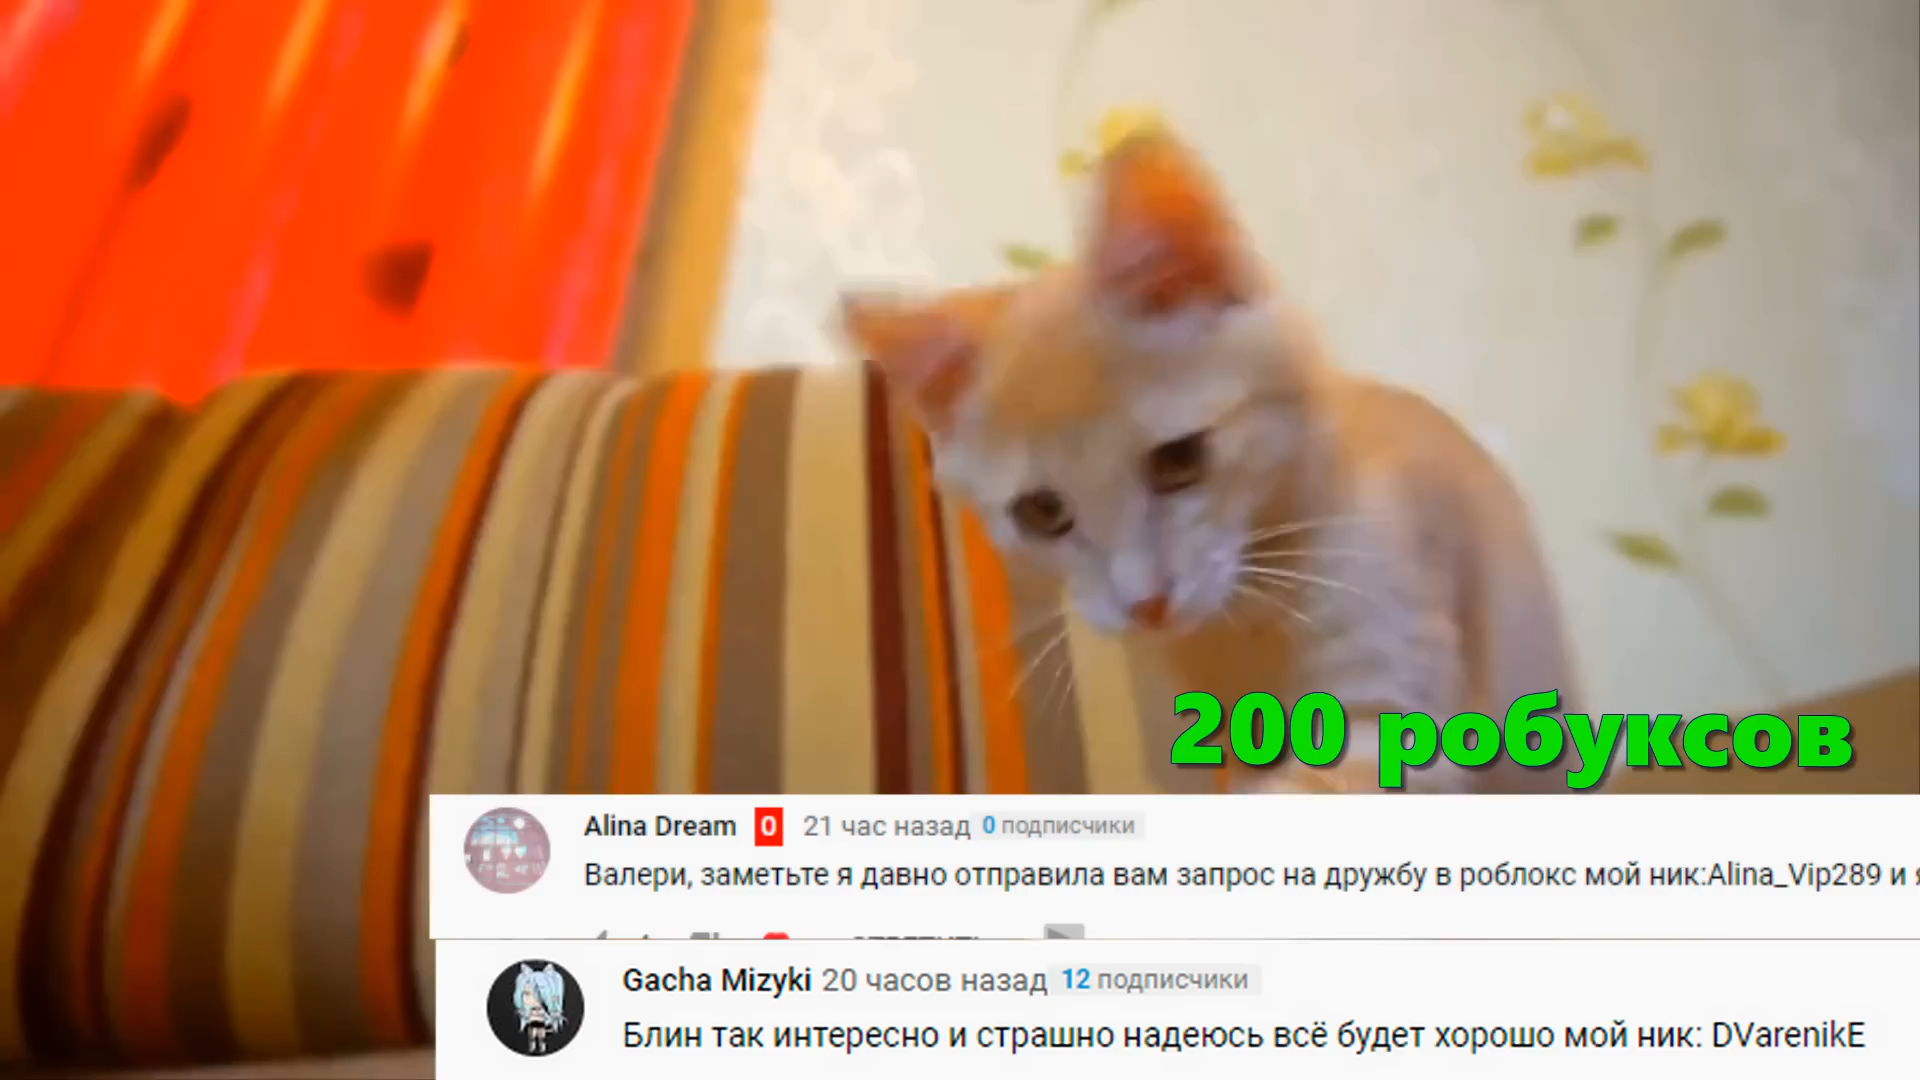 200 робуксов
Alina Dream 0 21 час назад 0 подписчики
Валери, заметьте я давно отправила вам запрос на дружбу в роблокс мой ник:Alina_Vip289 и
Gacha Mizyki 20 часов назад 12 подписчики
Блин так интересно и страшно надеюсь всё будет хорошо мой ник: DVarenikE